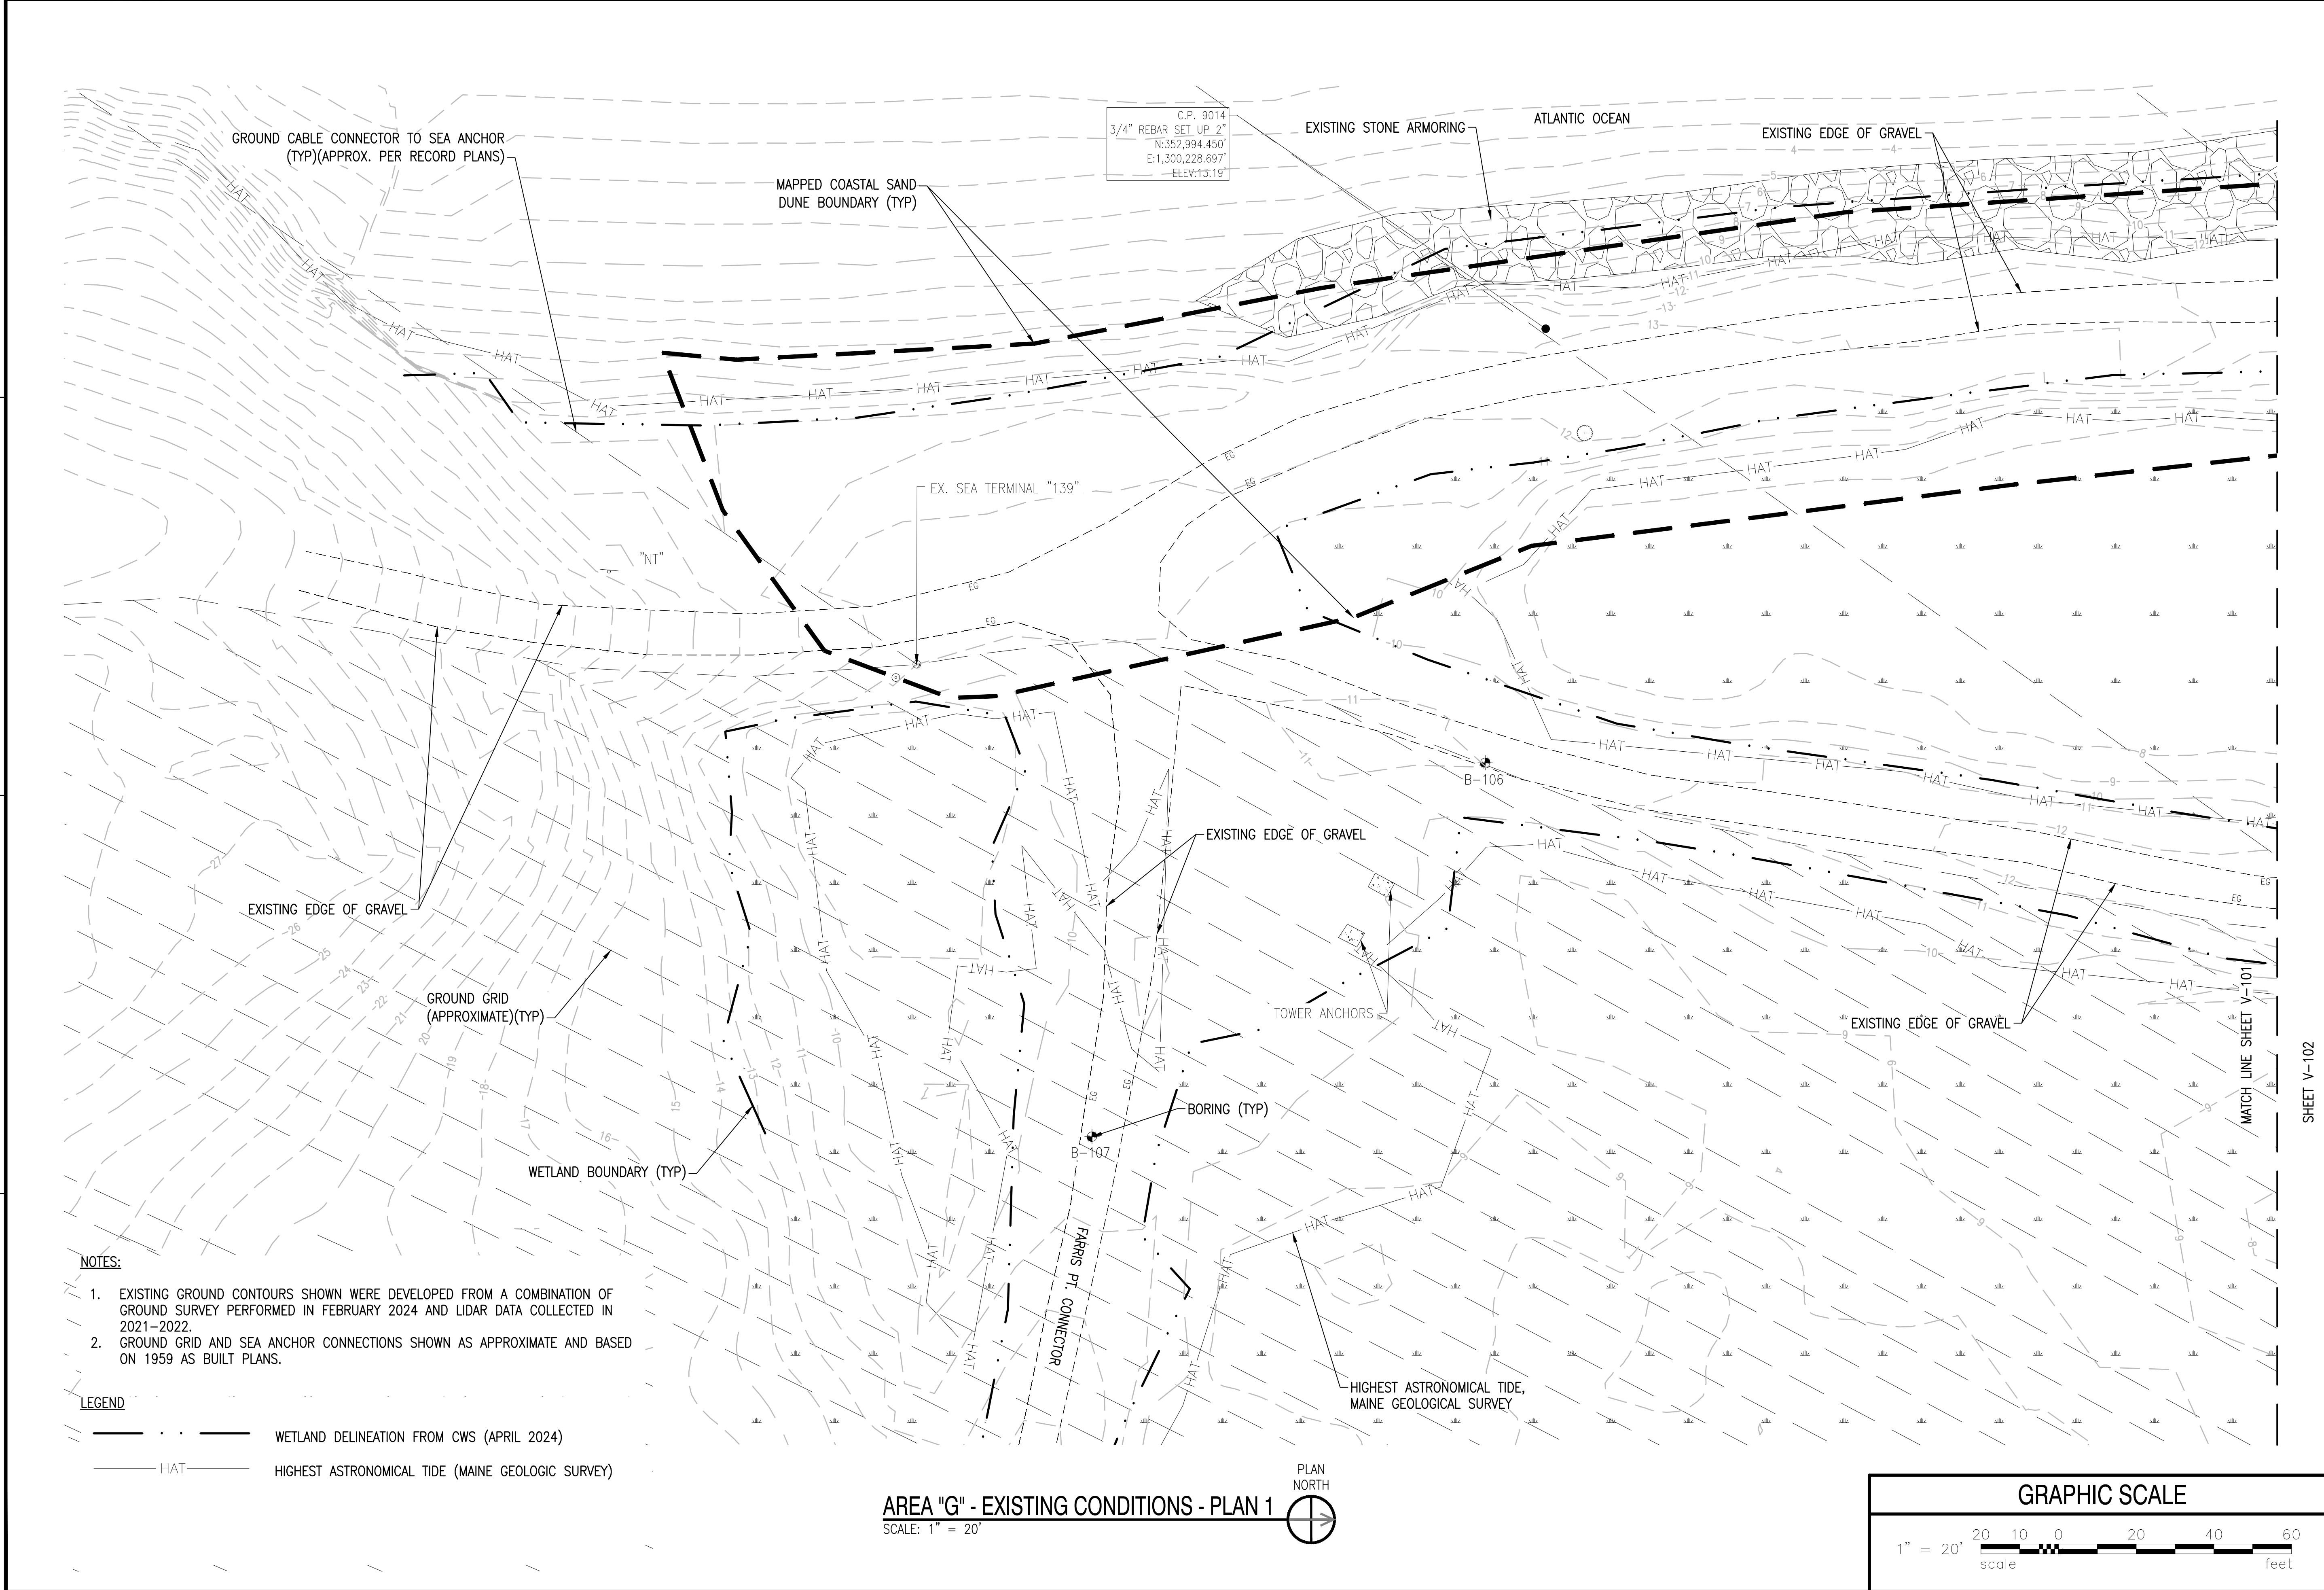 C.P. 9014
3/4" REBAR SET UP 2"
N:352,994.450'
E:1,300,228.697'
ELEV:13.19'
GROUND CABLE CONNECTOR TO SEA ANCHOR
(TYP)(APPROX. PER RECORD PLANS)
EXISTING STONE ARMORING
ATLANTIC OCEAN
EXISTING EDGE OF GRAVEL
MAPPED COASTAL SAND
DUNE BOUNDARY (TYP)
EX. SEA TERMINAL "139"
"NT"
B-106
EXISTING EDGE OF GRAVEL
EXISTING EDGE OF GRAVEL
GROUND GRID
(APPROXIMATE)(TYP)
TOWER ANCHORS
EXISTING EDGE OF GRAVEL
MATCH LINE SHEET V-101
SHEET V-102
BORING (TYP)
B-107
WETLAND BOUNDARY (TYP)
FARRIS PT. CONNECTOR
HIGHEST ASTRONOMICAL TIDE,
MAINE GEOLOGICAL SURVEY
NOTES:
1. EXISTING GROUND CONTOURS SHOWN WERE DEVELOPED FROM A COMBINATION OF
GROUND SURVEY PERFORMED IN FEBRUARY 2024 AND LIDAR DATA COLLECTED IN
2021-2022.
2. GROUND GRID AND SEA ANCHOR CONNECTIONS SHOWN AS APPROXIMATE AND BASED
ON 1959 AS BUILT PLANS.
LEGEND
WETLAND DELINEATION FROM CWS (APRIL 2024)
HAT
HIGHEST ASTRONOMICAL TIDE (MAINE GEOLOGIC SURVEY)
PLAN
NORTH
AREA "G" - EXISTING CONDITIONS - PLAN 1
SCALE: 1" = 20'
GRAPHIC SCALE
20 10 0 20 40 60
1" = 20'
scale feet